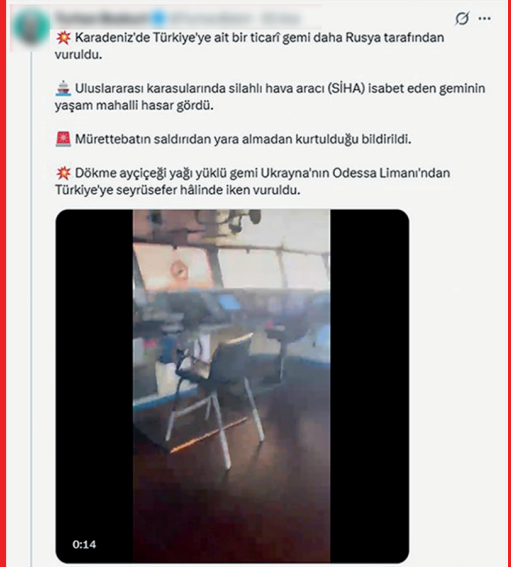 💥 Karadeniz'de Türkiye'ye ait bir ticarî gemi daha Rusya tarafından
vuruldu.
🚢 Uluslararası karasularında silahlı hava aracı (SİHA) isabet eden geminin
yaşam mahalli hasar gördü.
🚨 Mürettebatın saldırıdan yara almadan kurtulduğu bildirildi.
💥 Dökme ayçiçeği yağı yüklü gemi Ukrayna'nın Odessa Limanı'ndan
Türkiye'ye seyrüsefer hâlinde iken vuruldu.
0:14